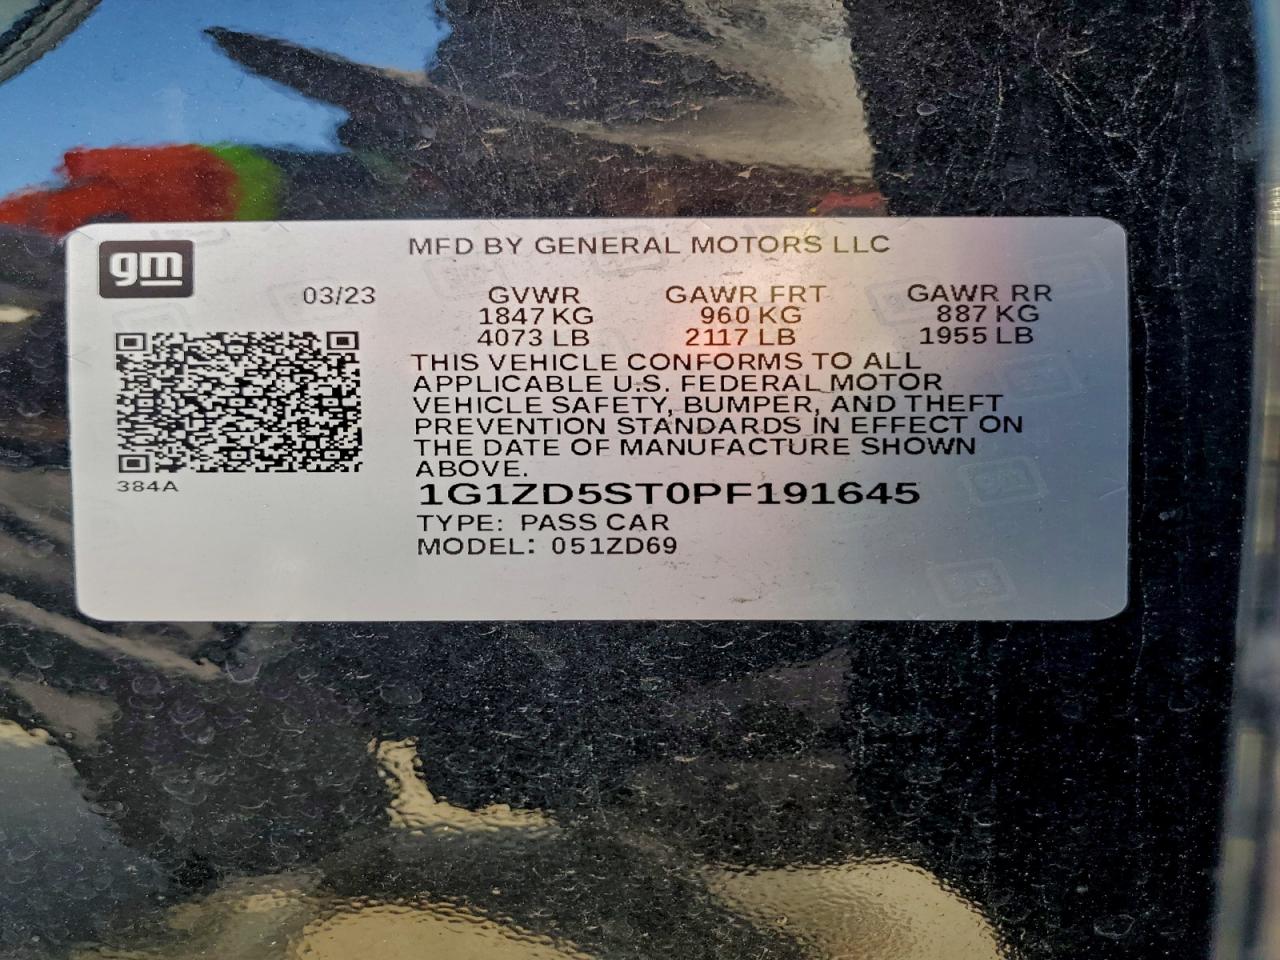 gm
MFD BY GENERAL MOTORS LLC
03/23 GVWR GAWR FRT GAWR RR
1847 KG 960 KG 887 KG
4073 LB 2117 LB 1955 LB
THIS VEHICLE CONFORMS TO ALL
APPLICABLE U.S. FEDERAL MOTOR
VEHICLE SAFETY, BUMPER, AND THEFT
PREVENTION STANDARDS IN EFFECT ON
THE DATE OF MANUFACTURE SHOWN
ABOVE.
384A
1G1ZD5ST0PF191645
TYPE: PASS CAR
MODEL: 051ZD69